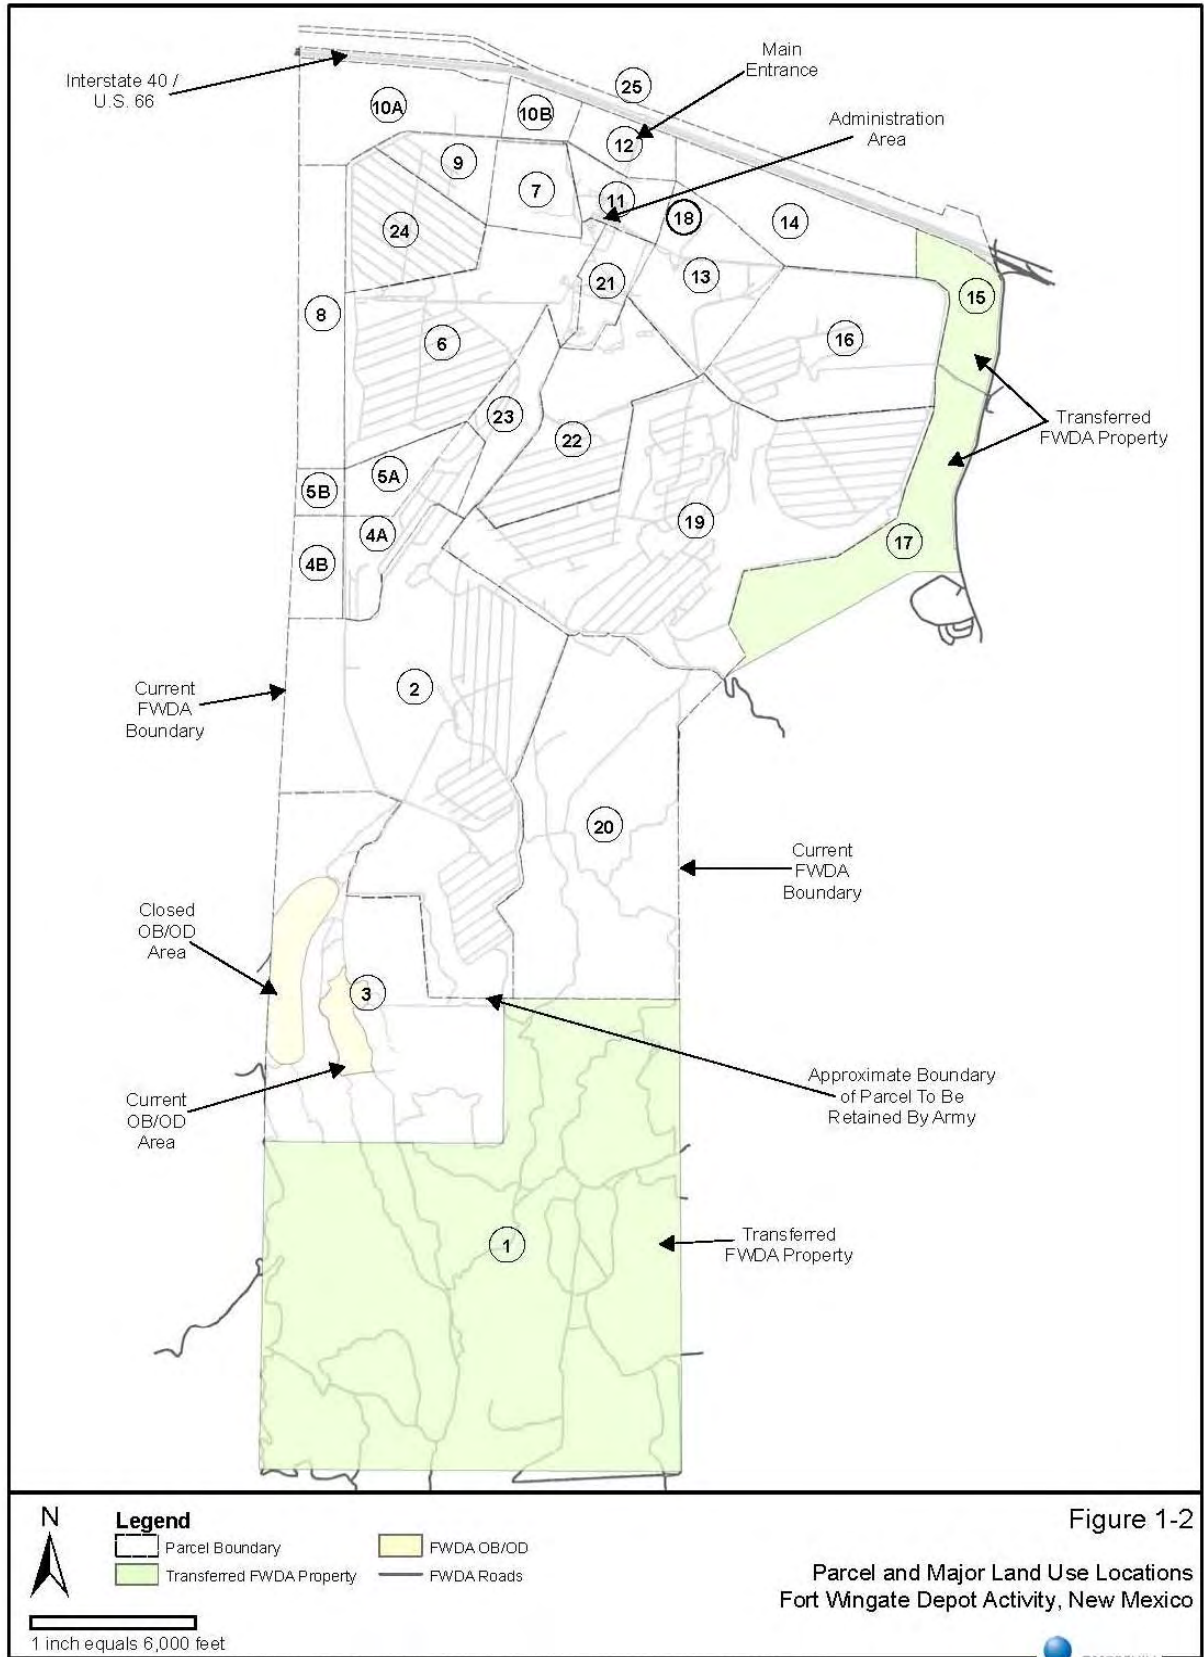 Interstate 40 /
U.S. 66
Main
Entrance
25
10A
10B
12
Administration
Area
9
7
11
18
14
24
21
13
15
8
6
16
23
22
Transferred
FWDA Property
5B
5A
19
4A
4B
17
Current
FWDA
Boundary
2
20
Current
FWDA
Boundary
Closed
OB/OD
Area
3
Current
OB/OD
Area
Approximate Boundary
of Parcel To Be
Retained By Army
1
Transferred
FWDA Property
N
Legend
Parcel Boundary
FWDA OB/OD
Transferred FWDA Property
FWDA Roads
1 inch equals 6,000 feet
Figure 1-2
Parcel and Major Land Use Locations
Fort Wingate Depot Activity, New Mexico